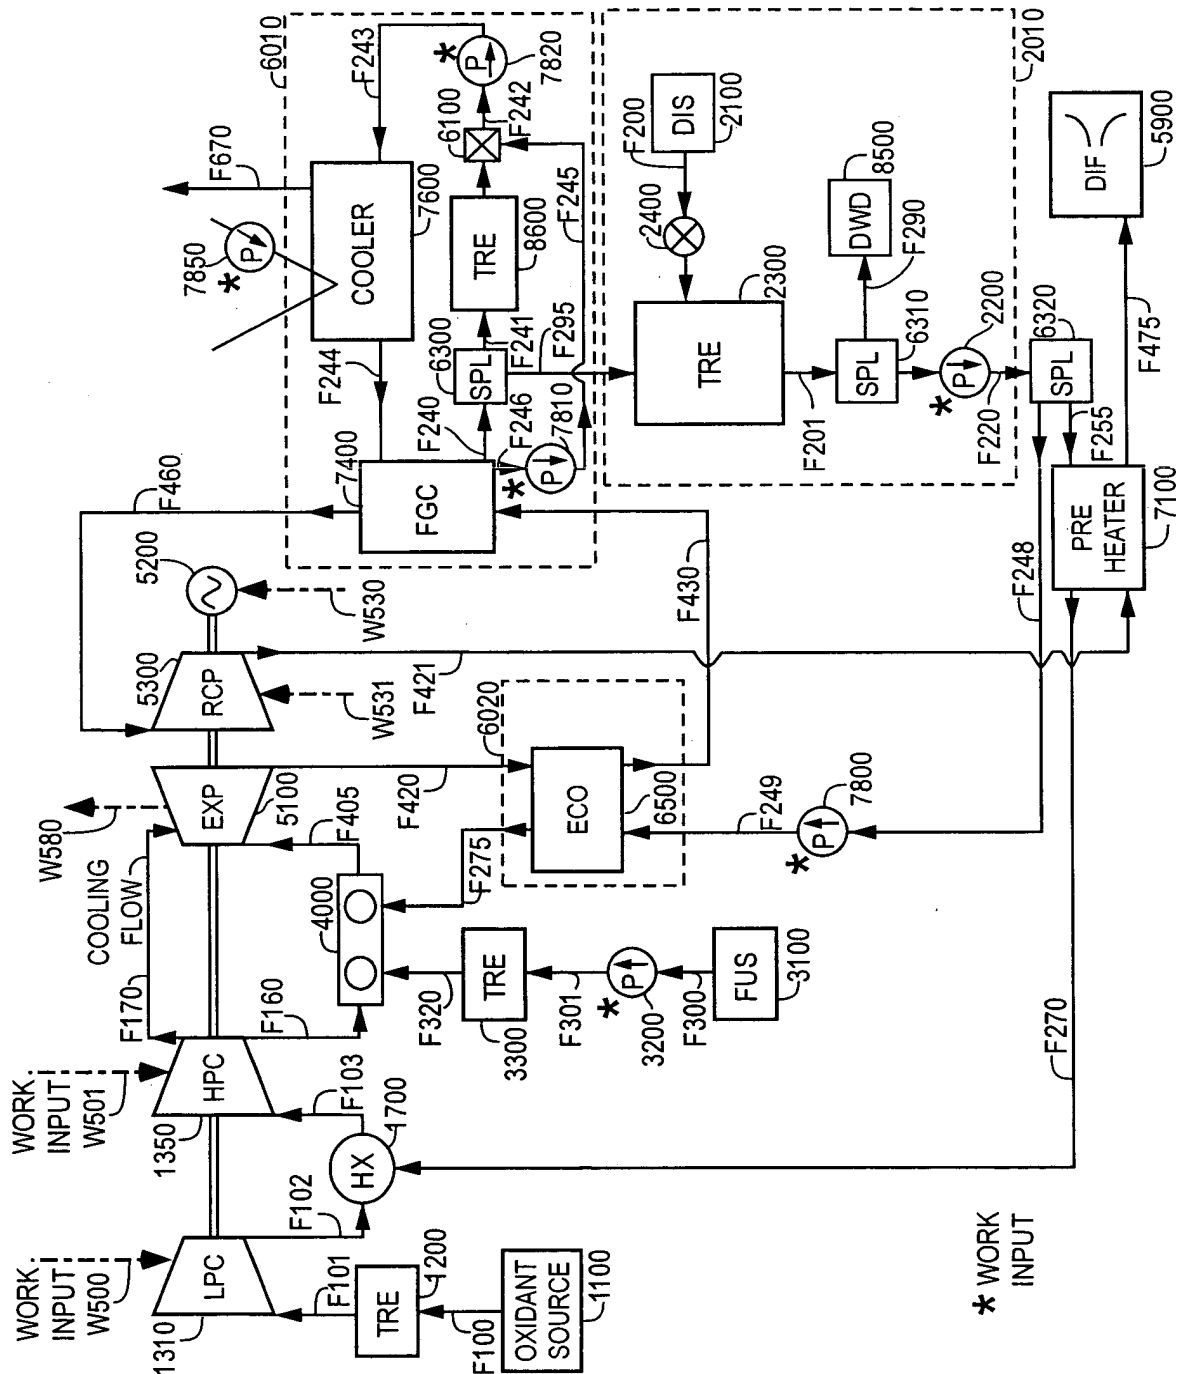 WORK
INPUT
W500
1310
LPC
F101
TRE
1200
F100
OXIDANT
SOURCE
1100
F102
HX
1700
F103
WORK
INPUT
W501
1350
HPC
F170
COOLING
FLOW
F160
4000
F320
TRE
3300
F301
*
P
3200
F300
FUS
3100
F275
W580
EXP
5100
F405
F420
6020
ECO
6500
F249
*
P
7800
F248
F270
5300
RCP
W531
F421
5200
W530
F460
F430
6010
7400
FGC
F240
F246
*
P
7810
6300
SPL
F241
F295
F244
COOLER
7600
F670
7850
*
P
TRE
8600
6100
F242
F245
F243
*
P
7820
2010
DIS
2100
F200
2400
TRE
2300
F201
SPL
6310
DWD
8500
F290
*
P
2200
F220
SPL
6320
F255
PRE
HEATER
7100
F475
DIF
5900
* WORK
INPUT